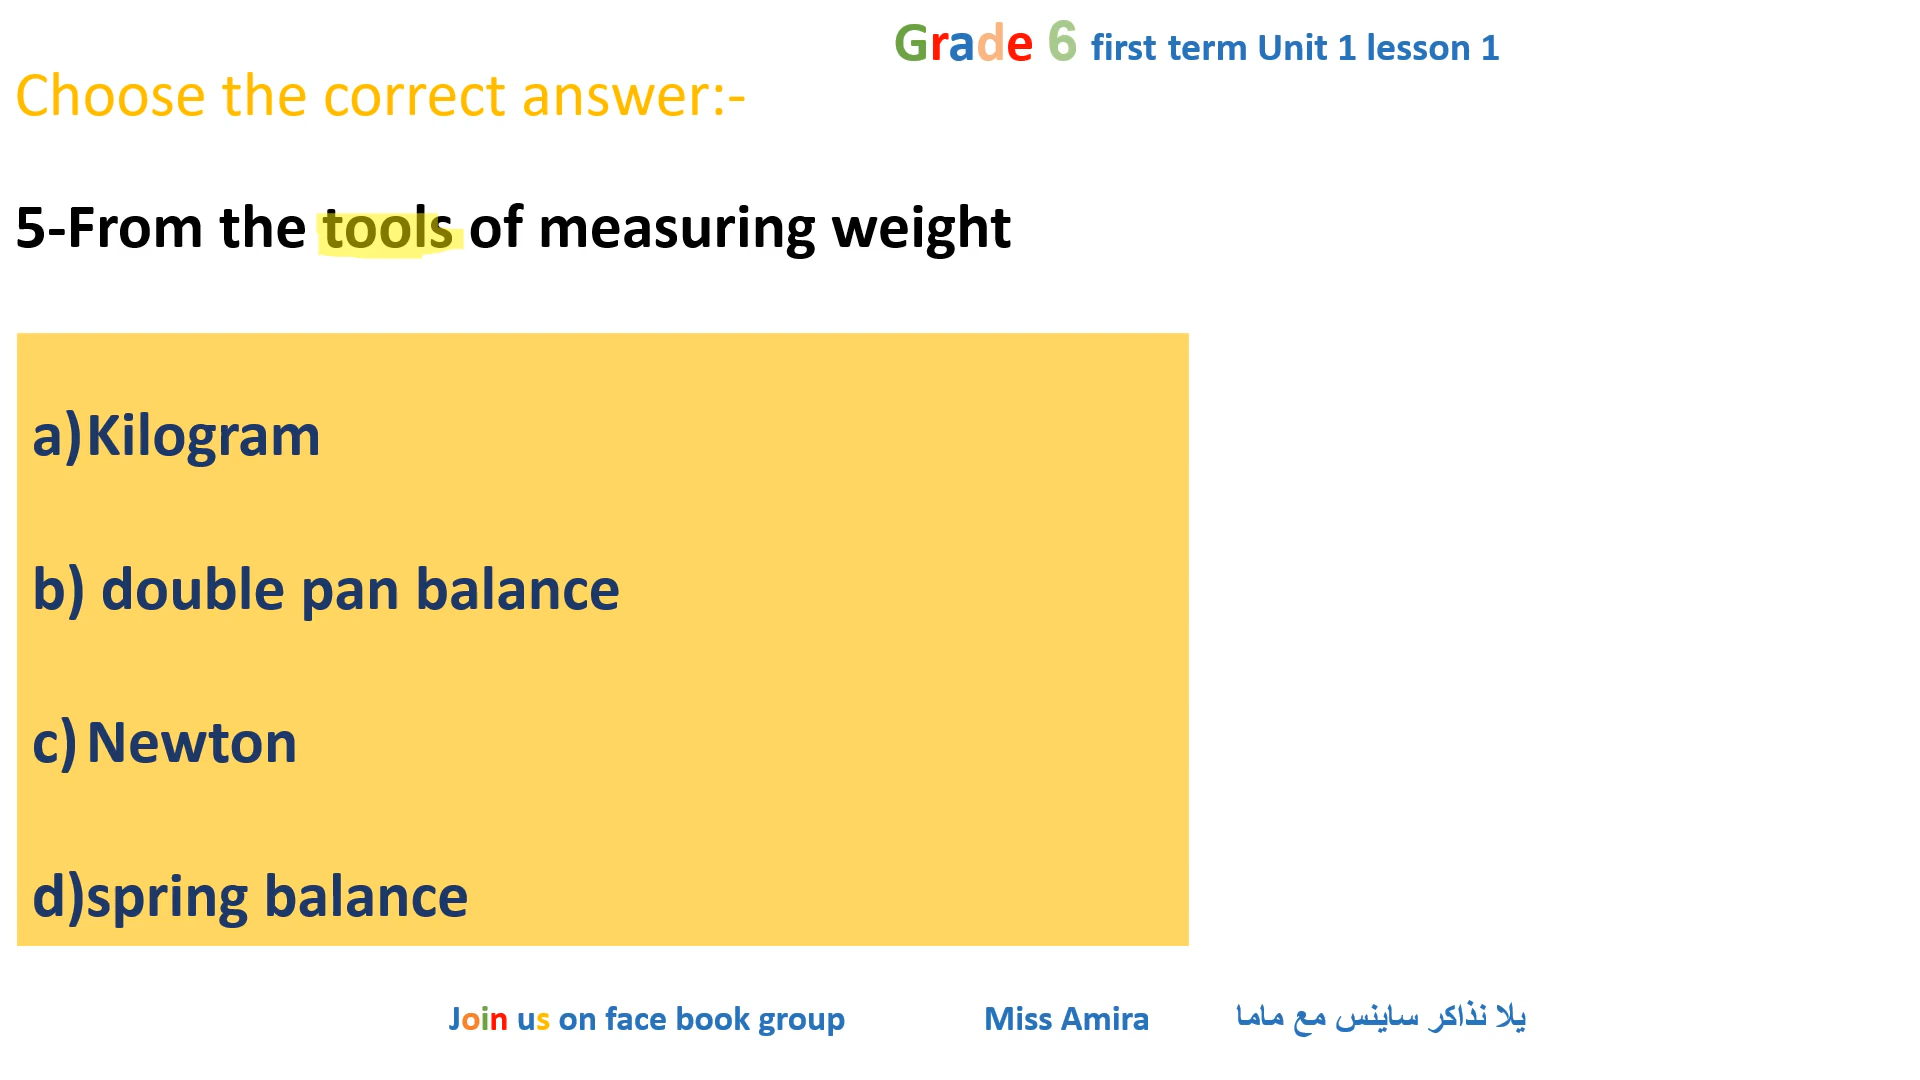 Grade 6 first term Unit 1 lesson 1
Choose the correct answer:-
5-From the tools of measuring weight
a)Kilogram
b) double pan balance
c)Newton
d)spring balance
Join us on face book group Miss Amira يلا نذاكر ساينس مع ماما